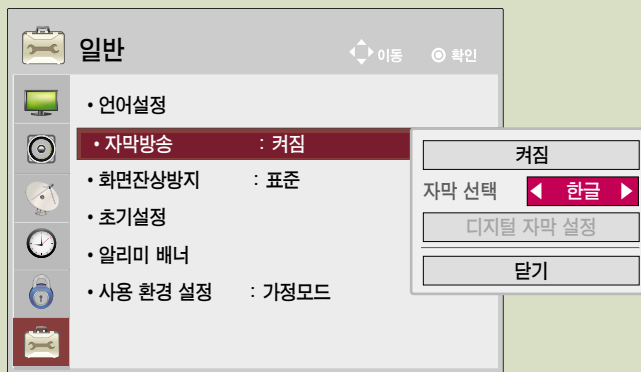 일반
이동
확인
• 언어설정
• 자막방송 : 켜짐
• 화면잔상방지 : 표준
• 초기설정
• 알리미 배너
• 사용 환경 설정 : 가정모드
켜짐
자막 선택 ◀ 한글 ▶
디지털 자막 설정
닫기